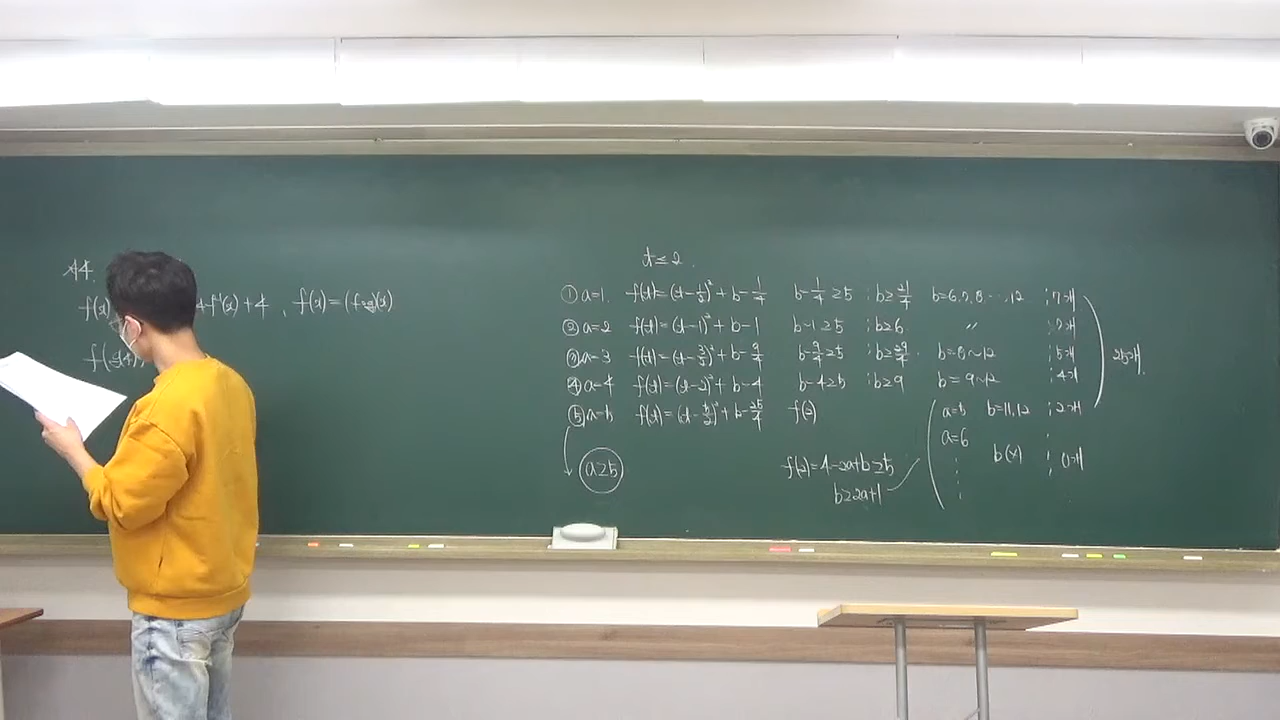 44.
f(x) +f'(x)+4, f(x)=(f∘g)(x)
t≤2.
① a=1. f(t)=(t-1/2)²+b-1/4 b-1/4≥5 ; b≥21/4 b=6.7.8...,12 ; 7개
② a=2 f(t)=(t-1)²+b-1 b-1≥5 ; b≥6 〃 ; 7개
③ a=3 f(t)=(t-3/2)²+b-9/4 b-9/4≥5 ; b≥29/4. b=8~12 ; 5개
④ a=4 f(t)=(t-2)²+b-4 b-4≥5 ; b≥9 b=9~12 ; 4개
⑤ a=5 f(t)=(t-5/2)²+b-25/4 f(2)
a≥5
f(2)=4-2a+b≥5
b≥2a+1
a=5 b=11,12 ; 2개
a=6
b(×) ; 0개
25개.